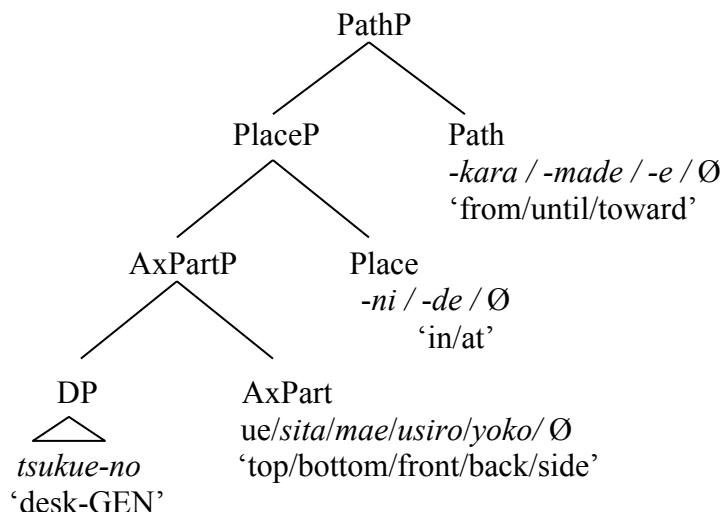 PathP
PlaceP Path
-kara / -made / -e / Ø
‘from/until/toward’
AxPartP Place
-ni / -de / Ø
‘in/at’
DP AxPart
ue/sita/mae/usiro/yoko/ Ø
tsukue-no ‘top/bottom/front/back/side’
‘desk-GEN’